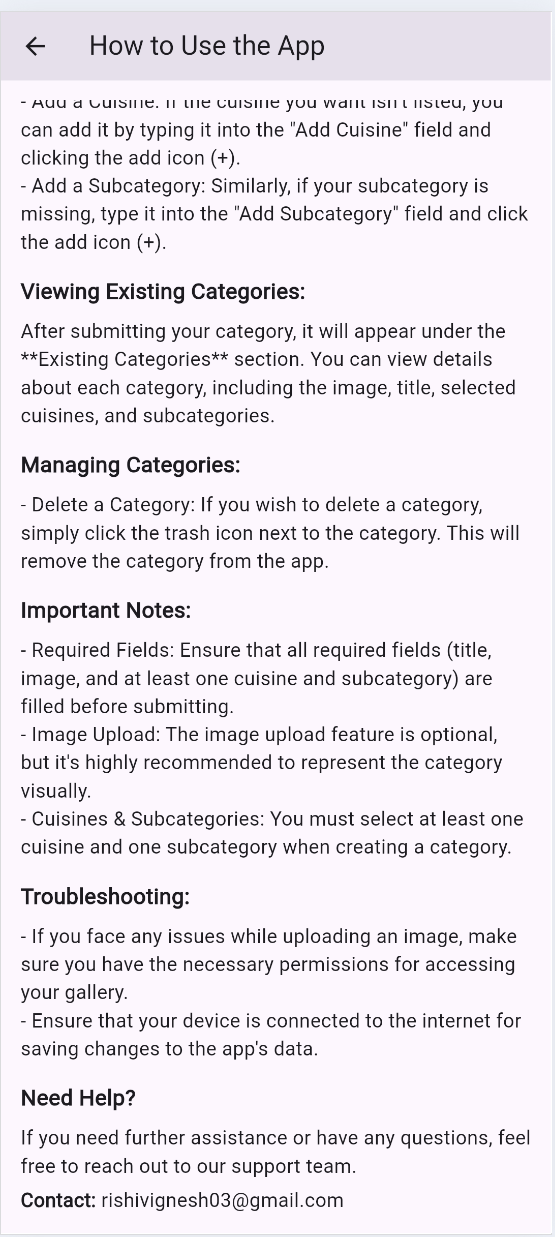 How to Use the App
- Add a Cuisine: If the cuisine you want isn't listed, you
can add it by typing it into the "Add Cuisine" field and
clicking the add icon (+).
- Add a Subcategory: Similarly, if your subcategory is
missing, type it into the "Add Subcategory" field and click
the add icon (+).
Viewing Existing Categories:
After submitting your category, it will appear under the
**Existing Categories** section. You can view details
about each category, including the image, title, selected
cuisines, and subcategories.
Managing Categories:
- Delete a Category: If you wish to delete a category,
simply click the trash icon next to the category. This will
remove the category from the app.
Important Notes:
- Required Fields: Ensure that all required fields (title,
image, and at least one cuisine and subcategory) are
filled before submitting.
- Image Upload: The image upload feature is optional,
but it's highly recommended to represent the category
visually.
- Cuisines & Subcategories: You must select at least one
cuisine and one subcategory when creating a category.
Troubleshooting:
- If you face any issues while uploading an image, make
sure you have the necessary permissions for accessing
your gallery.
- Ensure that your device is connected to the internet for
saving changes to the app's data.
Need Help?
If you need further assistance or have any questions, feel
free to reach out to our support team.
Contact: rishivignesh03@gmail.com